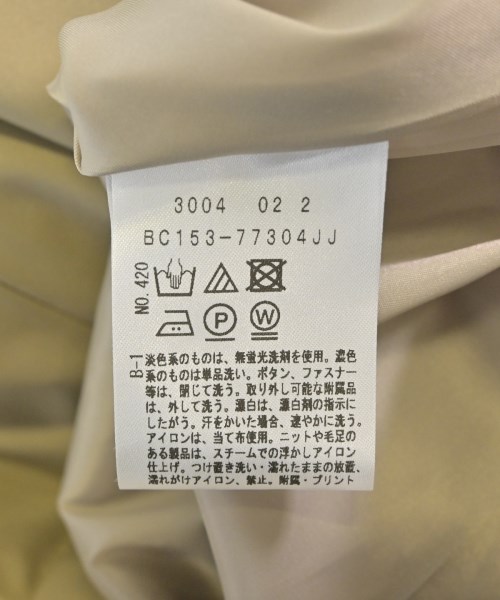 3004 02 2
BC153-77304JJ
NO.420
P
W
B-1
淡色系のものは、無蛍光洗剤を使用。濃色
系のものは単品洗い。ボタン、ファスナー
等は、閉じて洗う。取り外し可能な附属品
は、外して洗う。漂白は、漂白剤の指示に
したがう。汗をかいた場合、速やかに洗う。
アイロンは、当て布使用。ニットや毛足の
ある製品は、スチームでの浮かしアイロン
仕上げ。つけ置き洗い・濡れたままの放置、
濡れがけアイロン、禁止。附属・プリント